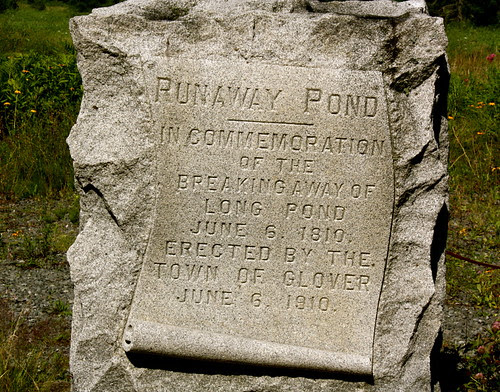 RUNAWAY POND
IN COMMEMORATION
OF THE
BREAKING AWAY OF
LONG POND
JUNE 6. 1810.
ERECTED BY THE
TOWN OF GLOVER
JUNE 6. 1910.